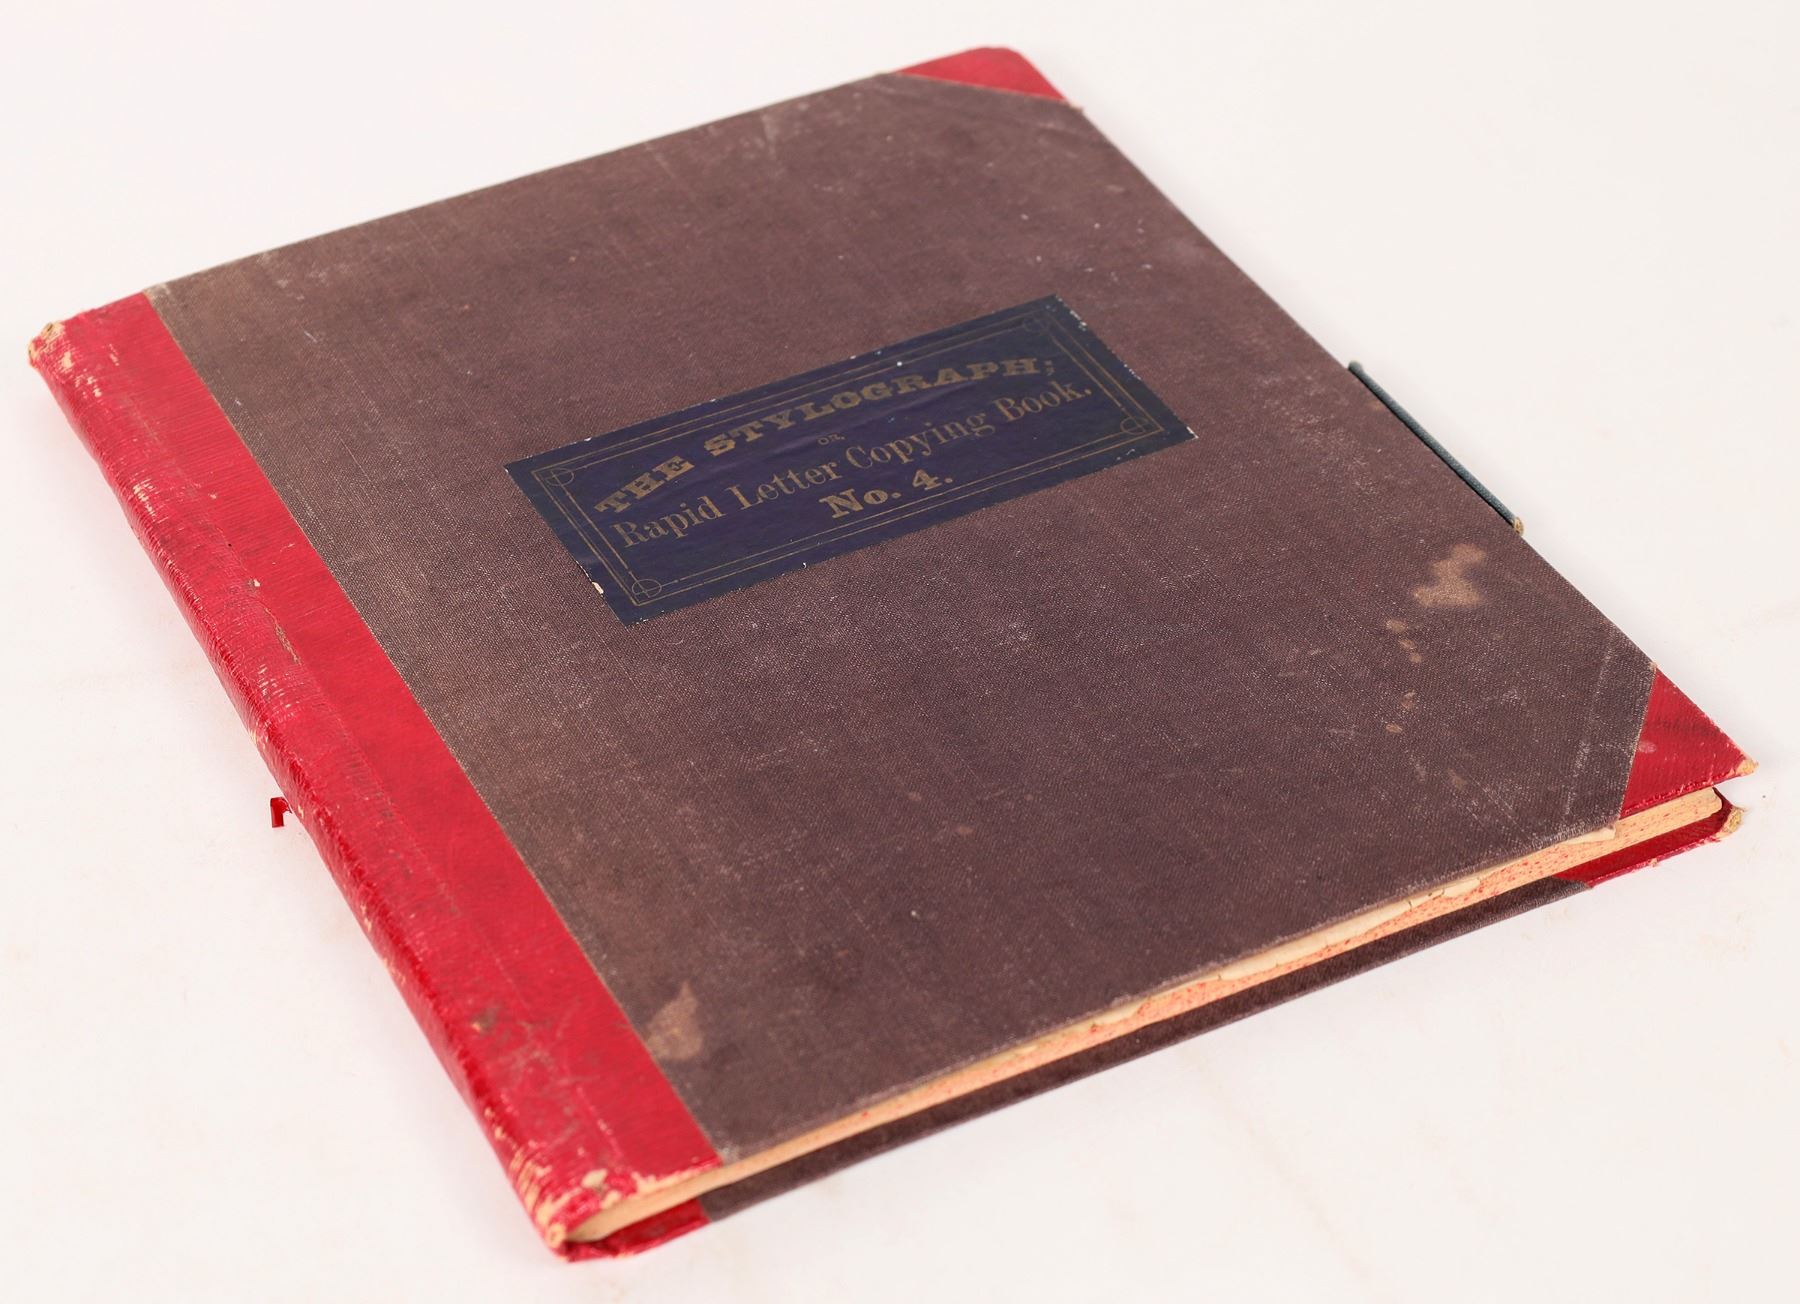 THE STYLOGRAPH;
OR,
Rapid Letter Copying Book.
No. 4.